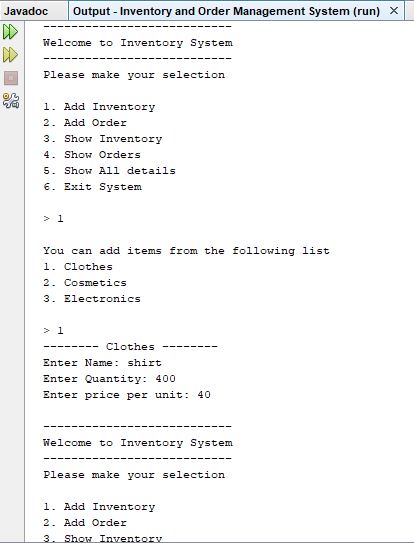 Javadoc
Output - Inventory and Order Management System (run) ×
---------------------------
Welcome to Inventory System
---------------------------
Please make your selection
1. Add Inventory
2. Add Order
3. Show Inventory
4. Show Orders
5. Show All details
6. Exit System
> 1
You can add items from the following list
1. Clothes
2. Cosmetics
3. Electronics
> 1
-------- Clothes --------
Enter Name: shirt
Enter Quantity: 400
Enter price per unit: 40
---------------------------
Welcome to Inventory System
---------------------------
Please make your selection
1. Add Inventory
2. Add Order
3. Show Inventory